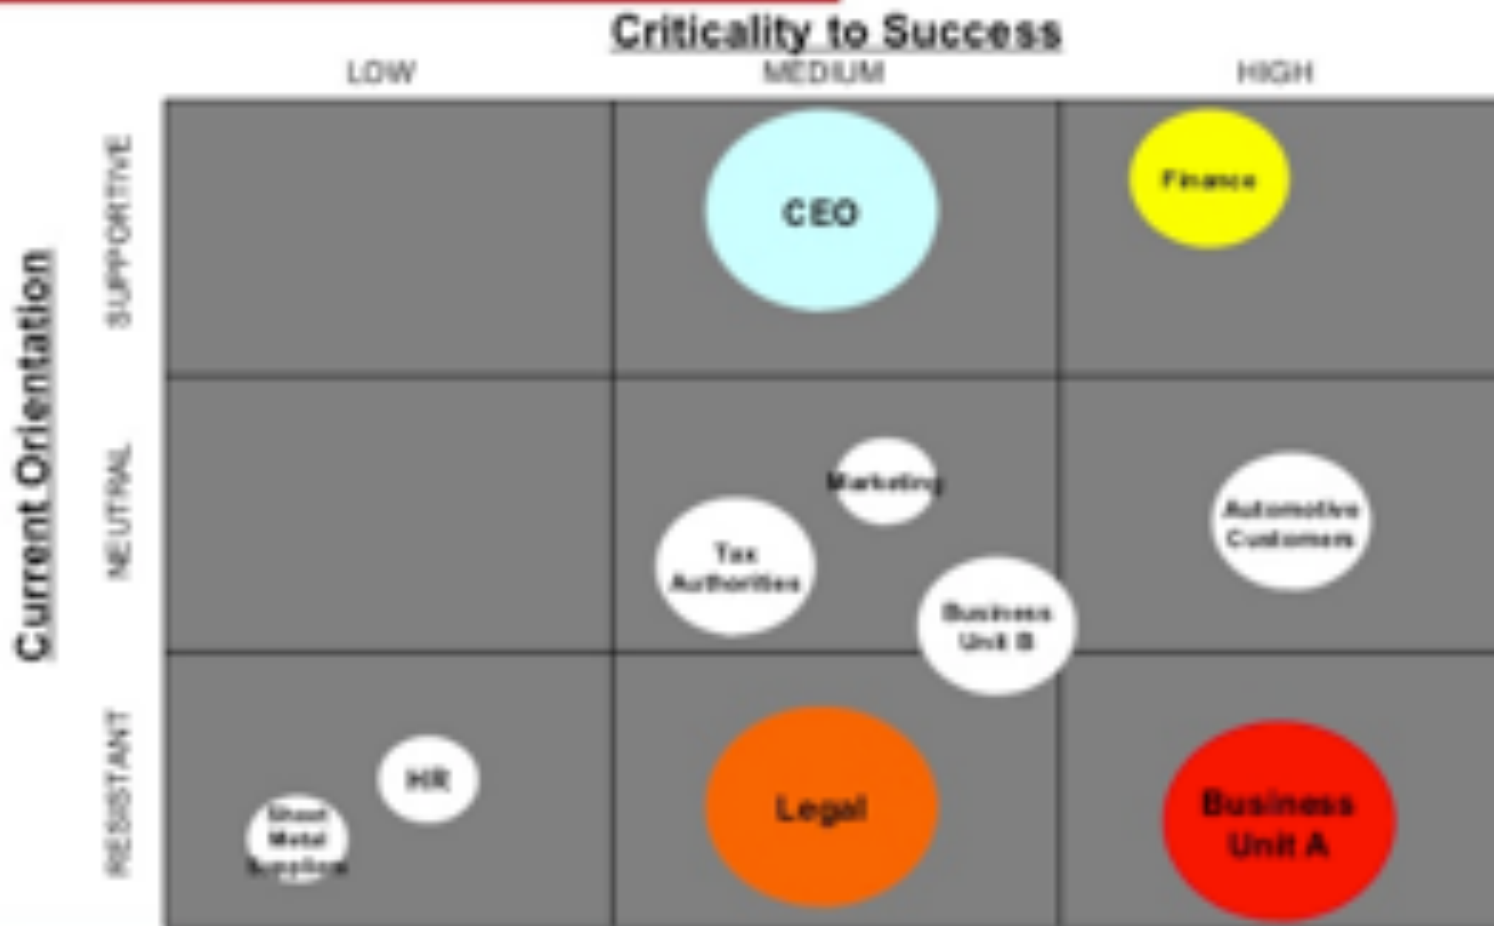 Criticality to Success
LOW
MEDIUM
HIGH
Current Orientation
SUPPORTIVE
NEUTRAL
RESISTANT
CEO
Finance
Marketing
Tax
Authorities
Automotive
Customers
Business
Unit B
HR
Sheet
Metal
Legal
Business
Unit A